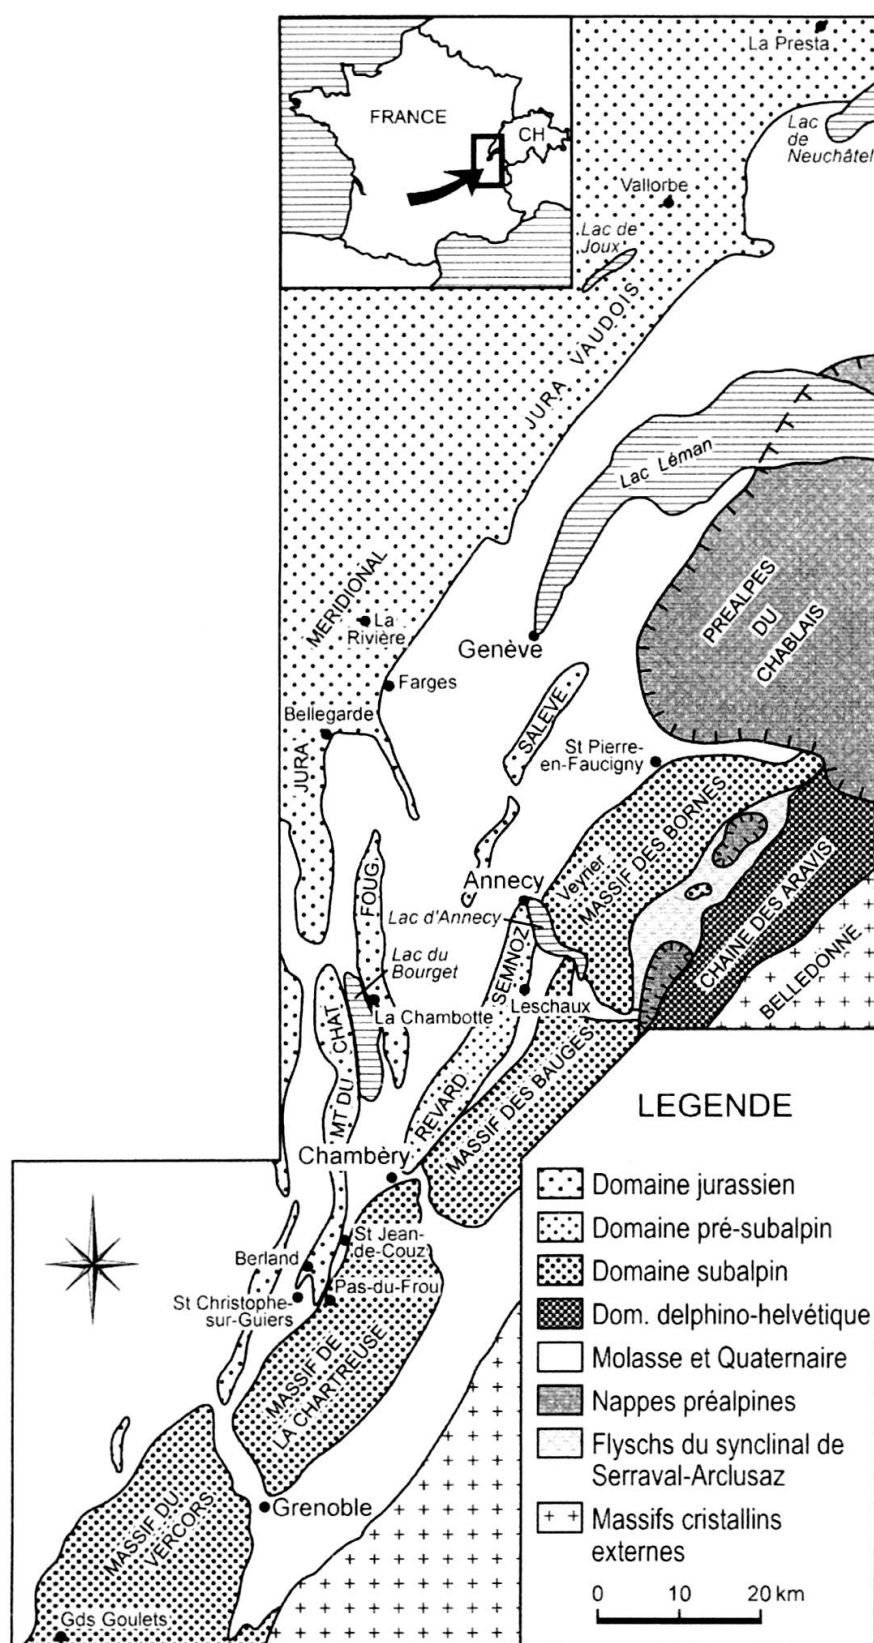 La Presta
FRANCE
CH
Lac
de
Neuchâtel
Vallorbe
Lac de
Joux
JURA VAUDOIS
Lac Léman
MERIDIONAL
La
Rivière
PREALPES
DU
CHABLAIS
Genève
Farges
Bellegarde
SALEVE
JURA
St Pierre-
en-Faucigny
MASSIF DES BORNES
Veyrier
Annecy
FOUG.
Lac d'Annecy
CHAINE DES ARAVIS
Lac du
Bourget
SEMNOZ
BELLEDONNE
La Chambotte
Leschaux
MT DU CHAT
REVARD
MASSIF DES BAUGES
LEGENDE
Chambèry
Domaine jurassien
Domaine pré-subalpin
Domaine subalpin
Dom. delphino-helvétique
Molasse et Quaternaire
Nappes préalpines
Flyschs du synclinal de
Serraval-Arclusaz
Massifs cristallins
externes
0 10 20 km
St Jean-
de-Couz
Berland
Pas-du-Frou
St Christophe-
sur-Guiers
MASSIF DE
LA CHARTREUSE
Grenoble
MASSIF DU
VERCORS
Gds Goulets